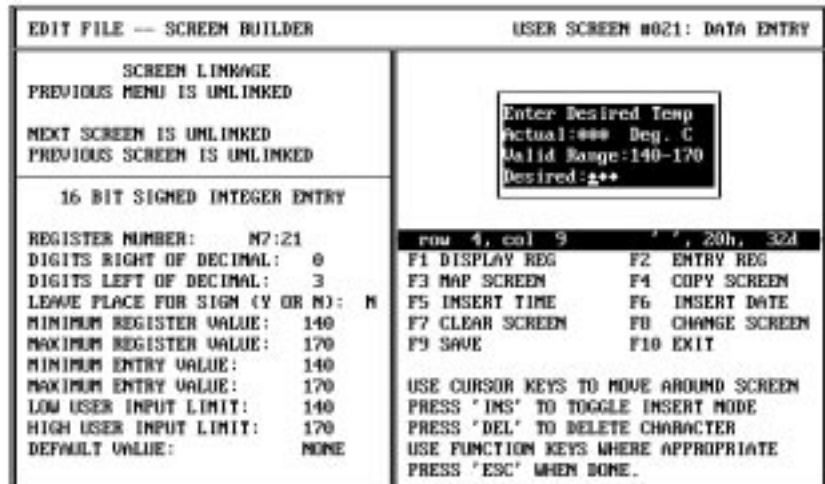 EDIT FILE -- SCREEN BUILDER
USER SCREEN #021: DATA ENTRY
SCREEN LINKAGE
PREVIOUS MENU IS UNLINKED
NEXT SCREEN IS UNLINKED
PREVIOUS SCREEN IS UNLINKED
16 BIT SIGNED INTEGER ENTRY
REGISTER NUMBER: N7:21
DIGITS RIGHT OF DECIMAL: 0
DIGITS LEFT OF DECIMAL: 3
LEAVE PLACE FOR SIGN (Y OR N): N
MINIMUM REGISTER VALUE: 140
MAXIMUM REGISTER VALUE: 170
MINIMUM ENTRY VALUE: 140
MAXIMUM ENTRY VALUE: 170
LOW USER INPUT LIMIT: 140
HIGH USER INPUT LIMIT: 170
DEFAULT VALUE: NONE
Enter Desired Temp
Actual: Deg. C
Valid Range:140-170
Desired:
row 4, col 9 ' ', 20h, 32d
F1 DISPLAY REG F2 ENTRY REG
F3 MAP SCREEN F4 COPY SCREEN
F5 INSERT TIME F6 INSERT DATE
F7 CLEAR SCREEN F8 CHANGE SCREEN
F9 SAVE F10 EXIT
USE CURSOR KEYS TO MOVE AROUND SCREEN
PRESS 'INS' TO TOGGLE INSERT MODE
PRESS 'DEL' TO DELETE CHARACTER
USE FUNCTION KEYS WHERE APPROPRIATE
PRESS 'ESC' WHEN DONE.